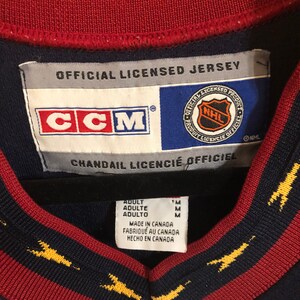 OFFICIAL LICENSED JERSEY
CCM®
NHL
©NHL
CHANDAIL LICENCIÉ OFFICIEL
ADULT M
ADULTE M
ADULTO M
MADE IN CANADA
FABRIQUÉ AU CANADA
HECHO EN CANADA